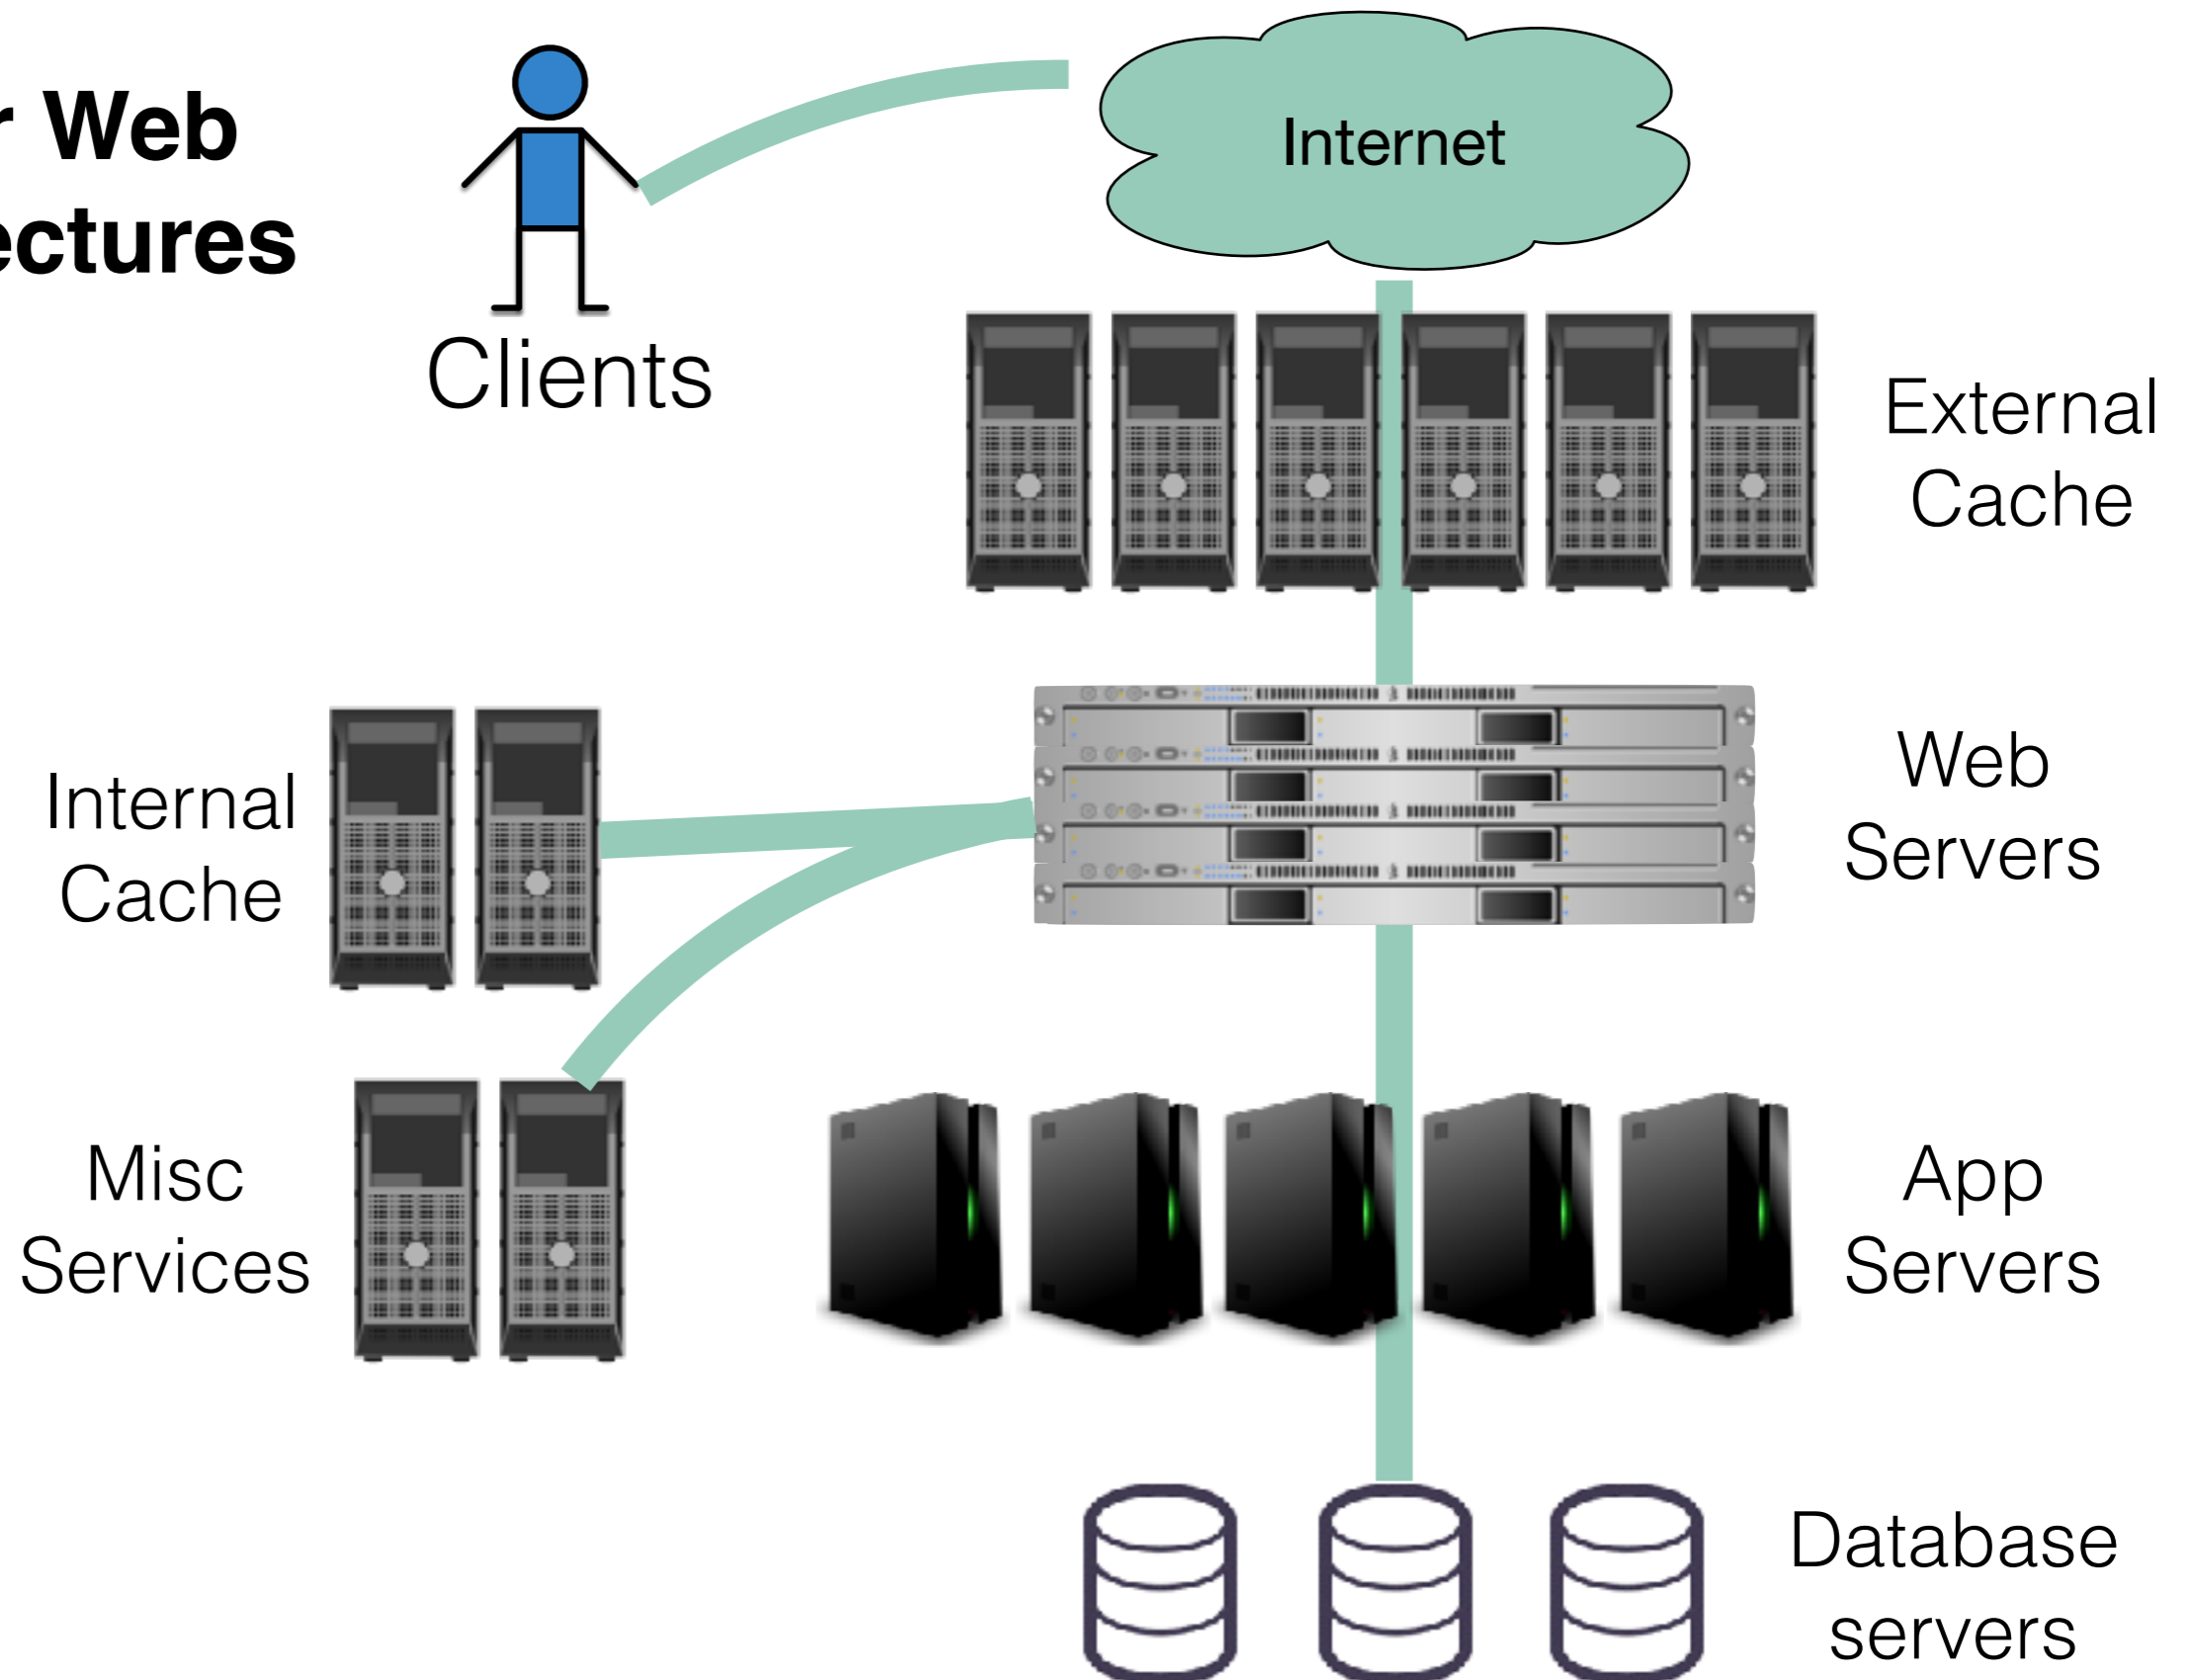 r Web
ectures
Internet
Clients
External
Cache
Web
Servers
Internal
Cache
Misc
Services
App
Servers
Database
servers